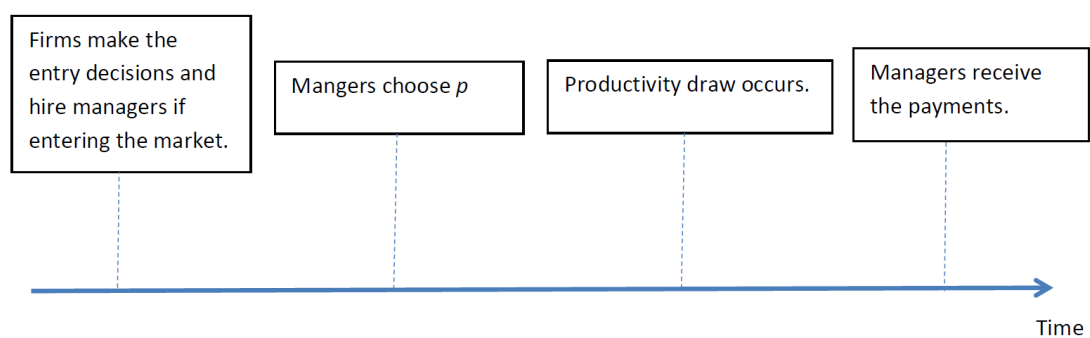 Firms make the
entry decisions and
hire managers if
entering the market.
Mangers choose p
Productivity draw occurs.
Managers receive
the payments.
Time